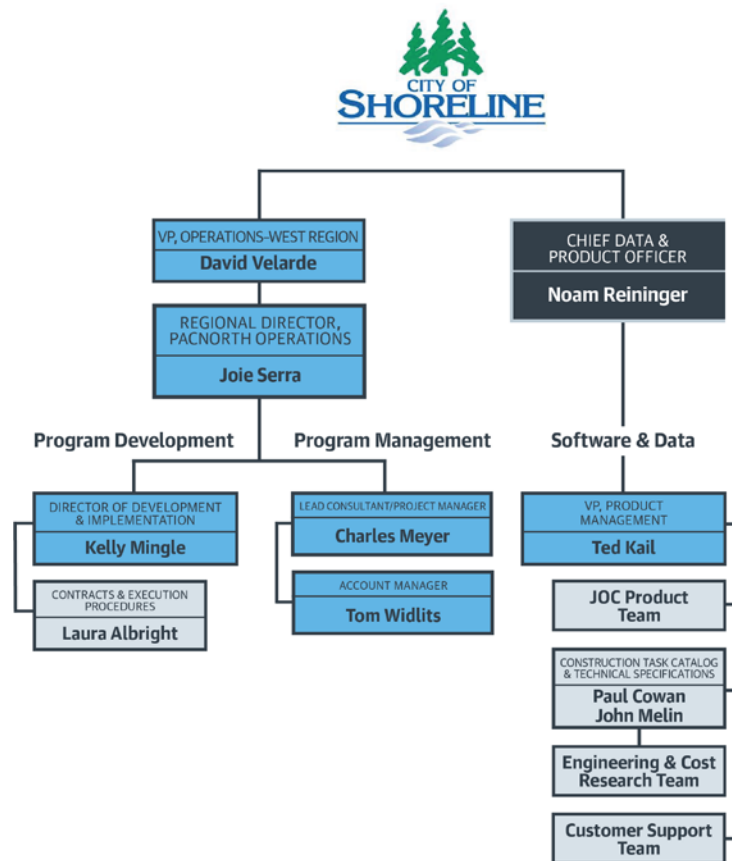 CITY OF
SHORELINE
VP, OPERATIONS-WEST REGION
David Velarde
CHIEF DATA &
PRODUCT OFFICER
Noam Reininger
REGIONAL DIRECTOR,
PACNORTH OPERATIONS
Joie Serra
Program Development
Program Management
Software & Data
DIRECTOR OF DEVELOPMENT
& IMPLEMENTATION
Kelly Mingle
LEAD CONSULTANT/PROJECT MANAGER
Charles Meyer
VP, PRODUCT
MANAGEMENT
Ted Kail
CONTRACTS & EXECUTION
PROCEDURES
Laura Albright
ACCOUNT MANAGER
Tom Widlits
JOC Product
Team
CONSTRUCTION TASK CATALOG
& TECHNICAL SPECIFICATIONS
Paul Cowan
John Melin
Engineering & Cost
Research Team
Customer Support
Team